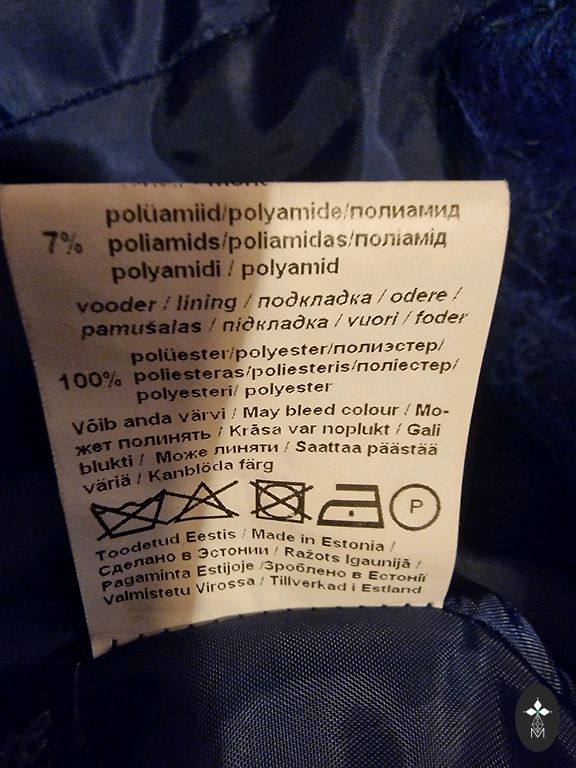 polüamiid/polyamide/полиамид
7% poliamids/poliamidas/поліамід
polyamidi / polyamid
vooder / lining / подкладка / odere /
pamušalas / підкладка / vuori / foder
polüester/polyester/полиэстер/
100% poliesteras/poliesteris/поліестер/
polyesteri/ polyester
Võib anda värvi / May bleed colour / Mo-
жет полинять / Krāsa var noplukt / Gali
blukti / Може линяти / Saattaa päästää
väriä / Kanblöda färg
P
Toodetud Eestis / Made in Estonia /
Сделано в Эстонии / Ražots Igaunijā /
Pagaminta Estijoje /Зроблено в Естонії
Valmistetu Virossa / Tillverkad i Estland
M